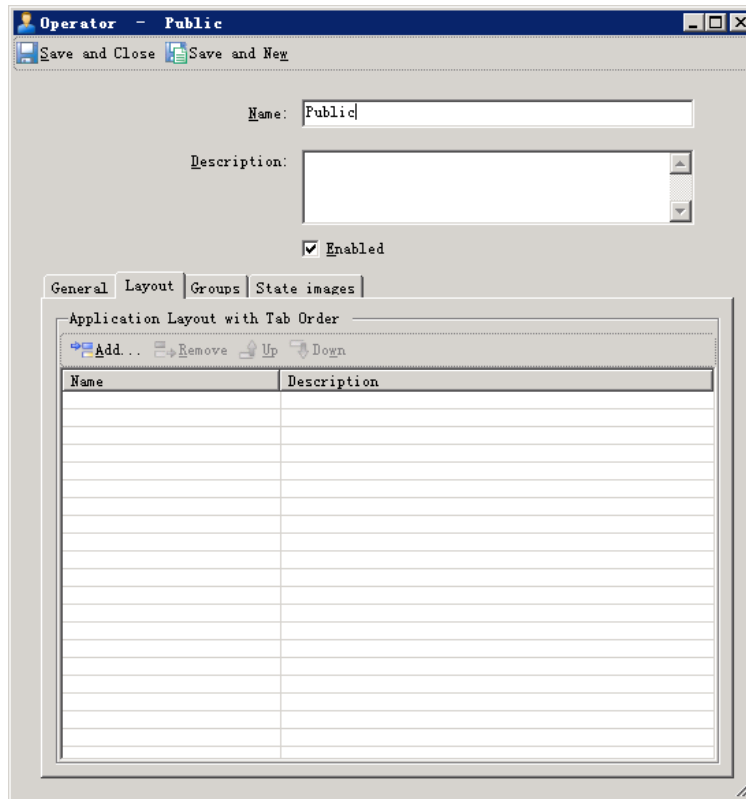 Operator - Public
Save and Close Save and New
Name: Public
Description:
Enabled
General Layout Groups State images
Application Layout with Tab Order
Add... Remove Up Down
Name Description